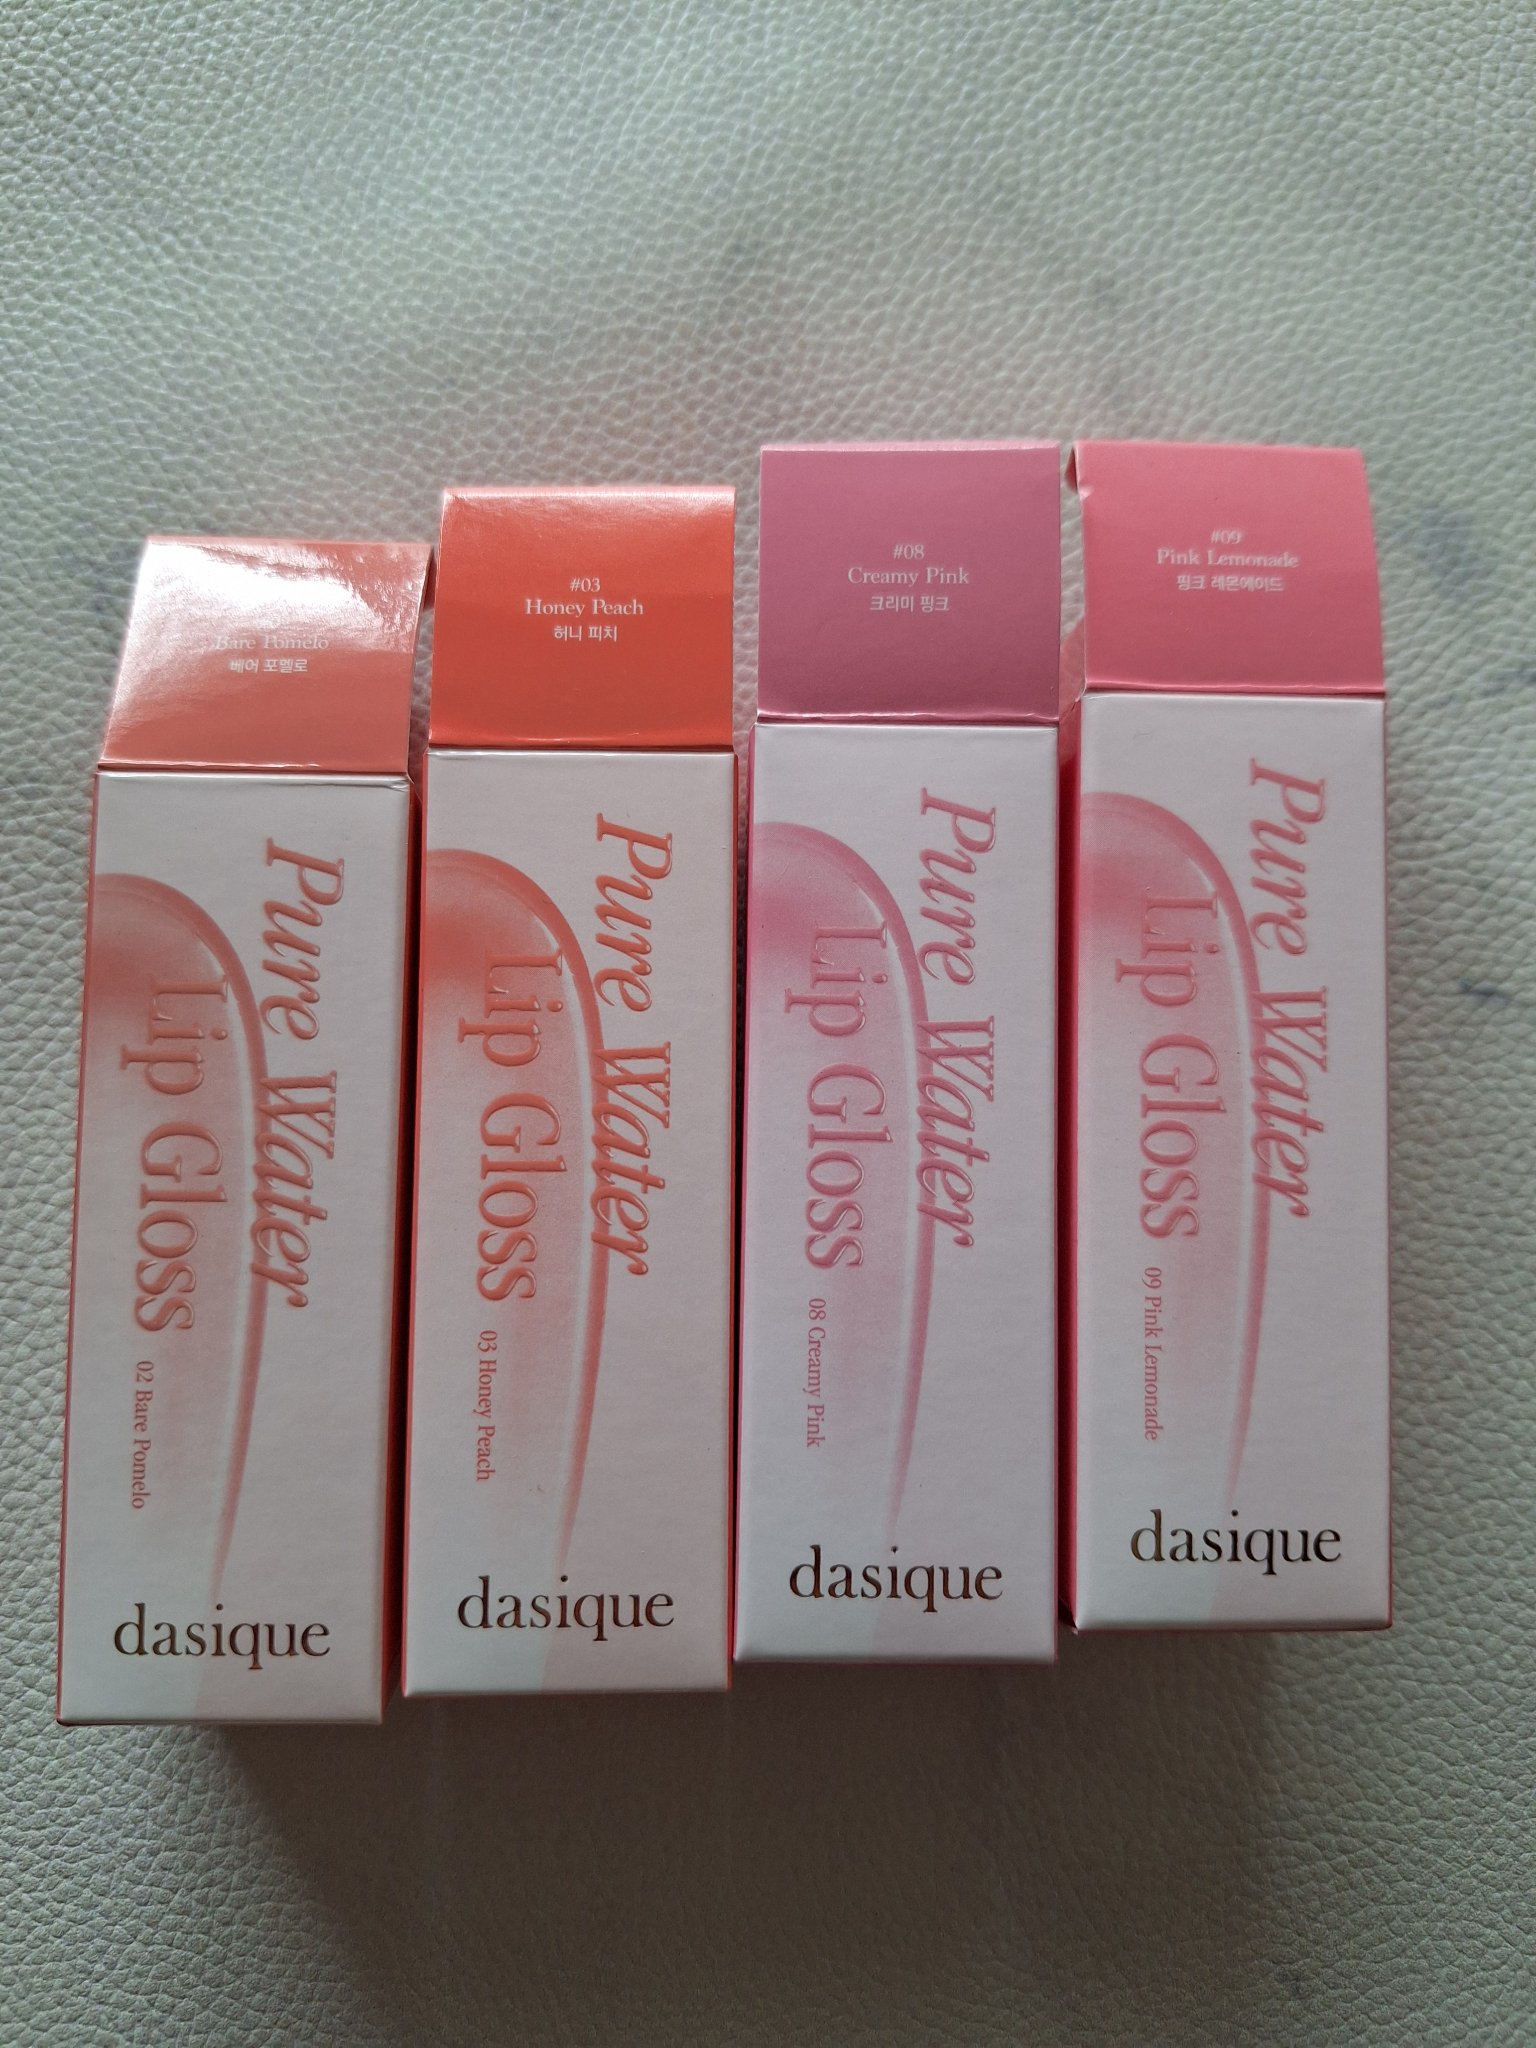 Bare Pomelo
베어 포멜로
Pure Water
Lip Gloss
02 Bare Pomelo
dasique
#03
Honey Peach
허니 피치
Pure Water
Lip Gloss
03 Honey Peach
dasique
#08
Creamy Pink
크리미 핑크
Pure Water
Lip Gloss
08 Creamy Pink
dasique
#09
Pink Lemonade
핑크 레몬에이드
Pure Water
Lip Gloss
09 Pink Lemonade
dasique